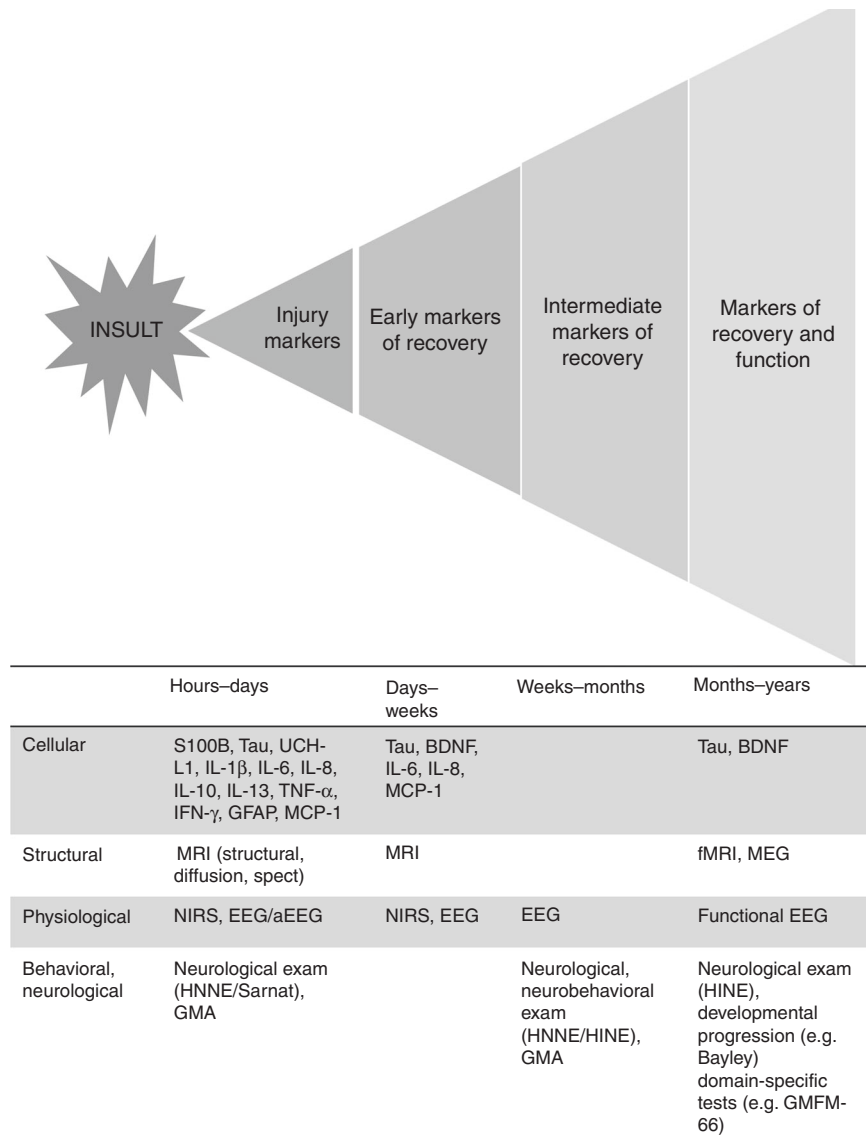 INSULT
Injury
markers
Early markers
of recovery
Intermediate
markers of
recovery
Markers of
recovery and
function
Hours–days
Days–
weeks
Weeks–months
Months–years
Cellular
S100B, Tau, UCH-
L1, IL-1β, IL-6, IL-8,
IL-10, IL-13, TNF-α,
IFN-γ, GFAP, MCP-1
Tau, BDNF,
IL-6, IL-8,
MCP-1
Tau, BDNF
Structural
MRI (structural,
diffusion, spect)
MRI
fMRI, MEG
Physiological
NIRS, EEG/aEEG
NIRS, EEG
EEG
Functional EEG
Behavioral,
neurological
Neurological exam
(HNNE/Sarnat),
GMA
Neurological,
neurobehavioral
exam
(HNNE/HINE),
GMA
Neurological exam
(HINE),
developmental
progression (e.g.
Bayley)
domain-specific
tests (e.g. GMFM-
66)